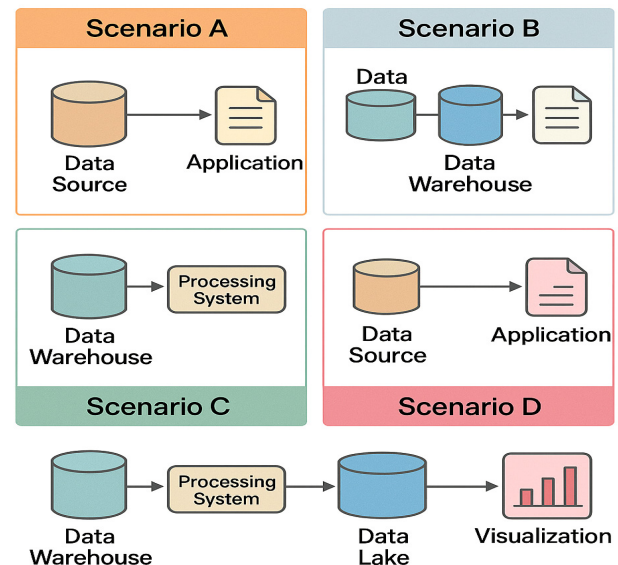 Scenario A
Data
Source
Application
Scenario B
Data
Data
Warehouse
Data
Warehouse
Processing
System
Scenario C
Data
Source
Application
Scenario D
Data
Warehouse
Processing
System
Data
Lake
Visualization